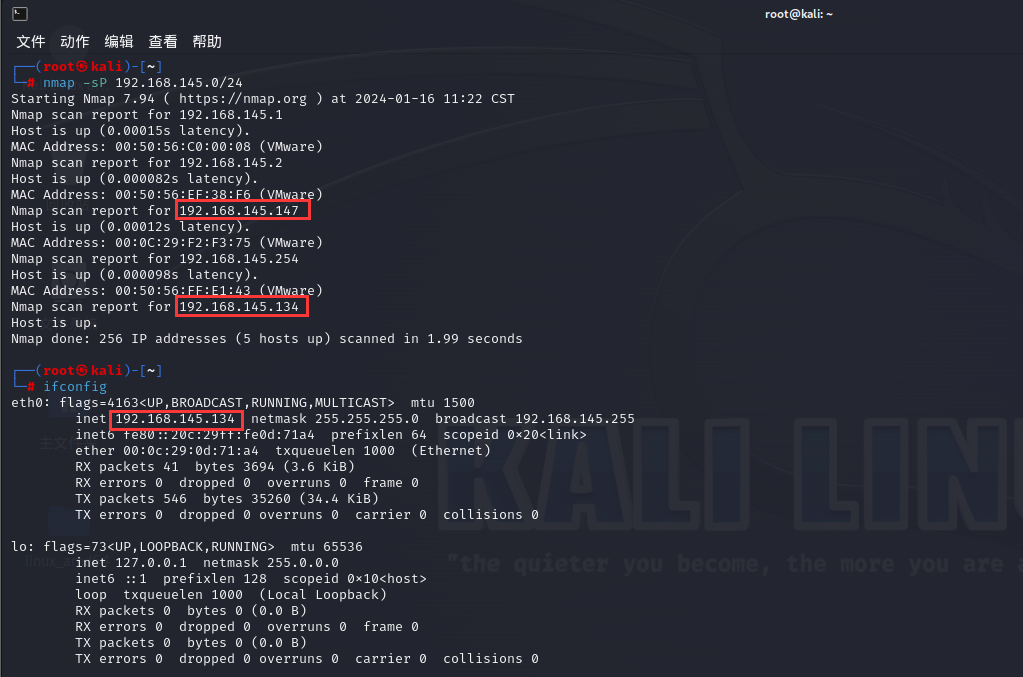 root@kali: ~
文件 动作 编辑 查看 帮助
┌──(root㉿kali)-[~]
└─# nmap -sP 192.168.145.0/24
Starting Nmap 7.94 ( https://nmap.org ) at 2024-01-16 11:22 CST
Nmap scan report for 192.168.145.1
Host is up (0.00015s latency).
MAC Address: 00:50:56:C0:00:08 (VMware)
Nmap scan report for 192.168.145.2
Host is up (0.000082s latency).
MAC Address: 00:50:56:EF:38:F6 (VMware)
Nmap scan report for 192.168.145.147
Host is up (0.00012s latency).
MAC Address: 00:0C:29:F2:F3:75 (VMware)
Nmap scan report for 192.168.145.254
Host is up (0.000098s latency).
MAC Address: 00:50:56:FF:E1:43 (VMware)
Nmap scan report for 192.168.145.134
Host is up.
Nmap done: 256 IP addresses (5 hosts up) scanned in 1.99 seconds
┌──(root㉿kali)-[~]
└─# ifconfig
eth0: flags=4163<UP,BROADCAST,RUNNING,MULTICAST>  mtu 1500
inet 192.168.145.134  netmask 255.255.255.0  broadcast 192.168.145.255
inet6 fe80::20c:29ff:fe0d:71a4  prefixlen 64  scopeid 0x20<link>
ether 00:0c:29:0d:71:a4  txqueuelen 1000  (Ethernet)
RX packets 41  bytes 3694 (3.6 KiB)
RX errors 0  dropped 0  overruns 0  frame 0
TX packets 546  bytes 35260 (34.4 KiB)
TX errors 0  dropped 0 overruns 0  carrier 0  collisions 0
lo: flags=73<UP,LOOPBACK,RUNNING>  mtu 65536
inet 127.0.0.1  netmask 255.0.0.0
inet6 ::1  prefixlen 128  scopeid 0x10<host>
loop  txqueuelen 1000  (Local Loopback)
RX packets 0  bytes 0 (0.0 B)
RX errors 0  dropped 0  overruns 0  frame 0
TX packets 0  bytes 0 (0.0 B)
TX errors 0  dropped 0 overruns 0  carrier 0  collisions 0
KALI LIN
"the quieter you become, the more you are a